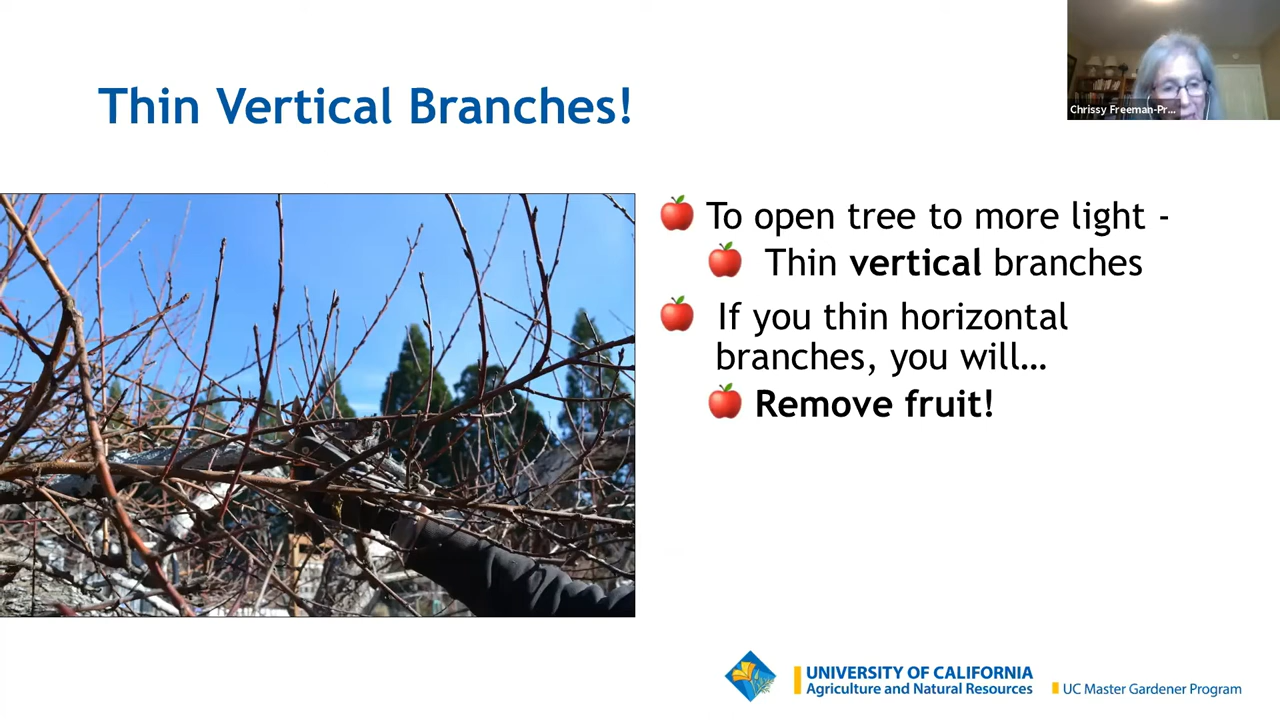 Thin Vertical Branches!
Chrissy Freeman-Pr...
To open tree to more light -
Thin vertical branches
If you thin horizontal
branches, you will...
Remove fruit!
UNIVERSITY OF CALIFORNIA
Agriculture and Natural Resources
UC Master Gardener Program